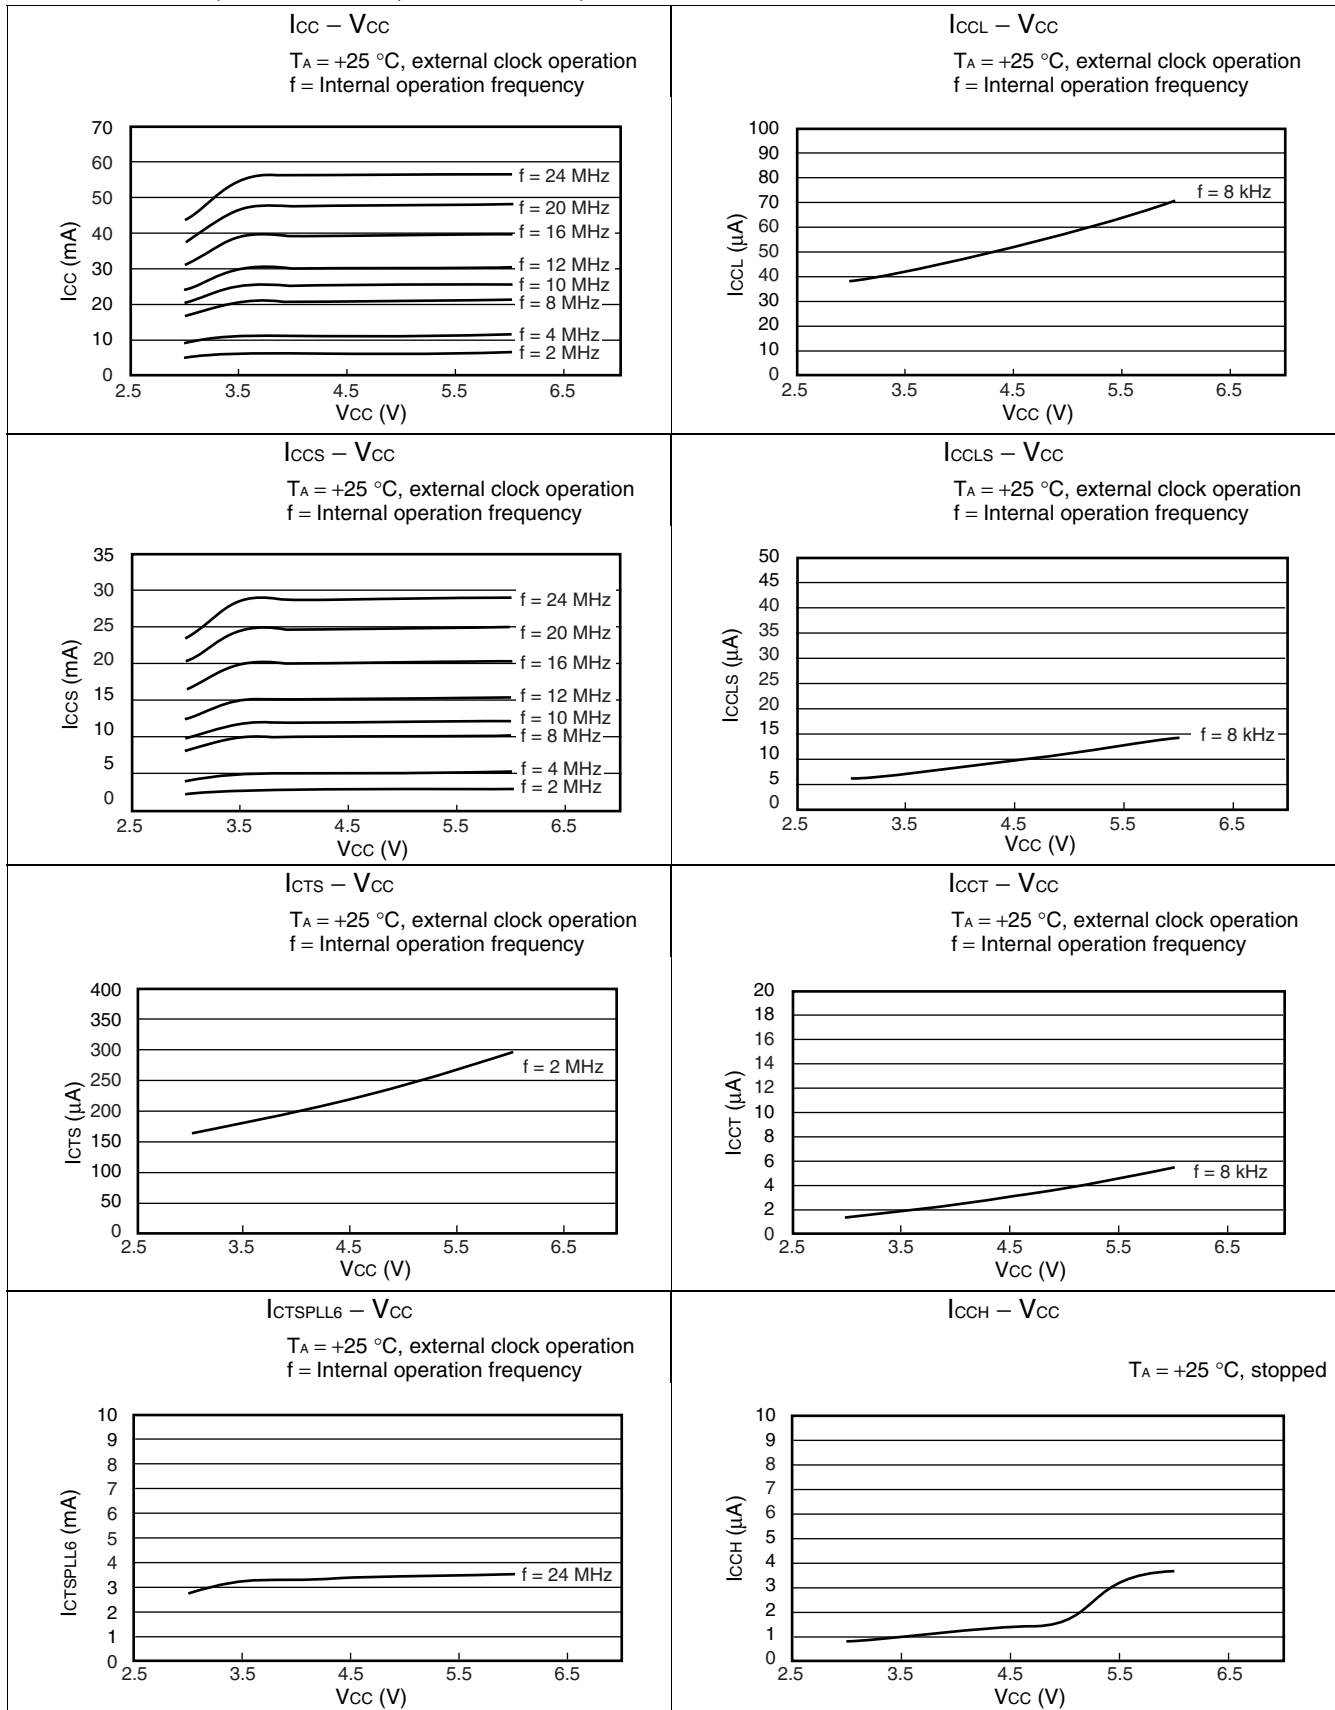 ICC – VCC
TA = +25 °C, external clock operation
f = Internal operation frequency
70
60
50
40
30
20
10
0
ICC (mA)
f = 24 MHz
f = 20 MHz
f = 16 MHz
f = 12 MHz
f = 10 MHz
f = 8 MHz
f = 4 MHz
f = 2 MHz
2.5 3.5 4.5 5.5 6.5
VCC (V)
ICCL – VCC
TA = +25 °C, external clock operation
f = Internal operation frequency
100
90
80
70
60
50
40
30
20
10
0
ICCL (µA)
f = 8 kHz
2.5 3.5 4.5 5.5 6.5
VCC (V)
ICCS – VCC
TA = +25 °C, external clock operation
f = Internal operation frequency
35
30
25
20
15
10
5
0
ICCS (mA)
f = 24 MHz
f = 20 MHz
f = 16 MHz
f = 12 MHz
f = 10 MHz
f = 8 MHz
f = 4 MHz
f = 2 MHz
2.5 3.5 4.5 5.5 6.5
VCC (V)
ICCLS – VCC
TA = +25 °C, external clock operation
f = Internal operation frequency
50
45
40
35
30
25
20
15
10
5
0
ICCLS (µA)
f = 8 kHz
2.5 3.5 4.5 5.5 6.5
VCC (V)
ICTS – VCC
TA = +25 °C, external clock operation
f = Internal operation frequency
400
350
300
250
200
150
100
50
0
ICTS (µA)
f = 2 MHz
2.5 3.5 4.5 5.5 6.5
VCC (V)
ICCT – VCC
TA = +25 °C, external clock operation
f = Internal operation frequency
20
18
16
14
12
10
8
6
4
2
0
ICCT (µA)
f = 8 kHz
2.5 3.5 4.5 5.5 6.5
VCC (V)
ICTSPLL6 – VCC
TA = +25 °C, external clock operation
f = Internal operation frequency
10
9
8
7
6
5
4
3
2
1
0
ICTSPLL6 (mA)
f = 24 MHz
2.5 3.5 4.5 5.5 6.5
VCC (V)
ICCH – VCC
TA = +25 °C, stopped
10
9
8
7
6
5
4
3
2
1
0
ICCH (µA)
2.5 3.5 4.5 5.5 6.5
VCC (V)